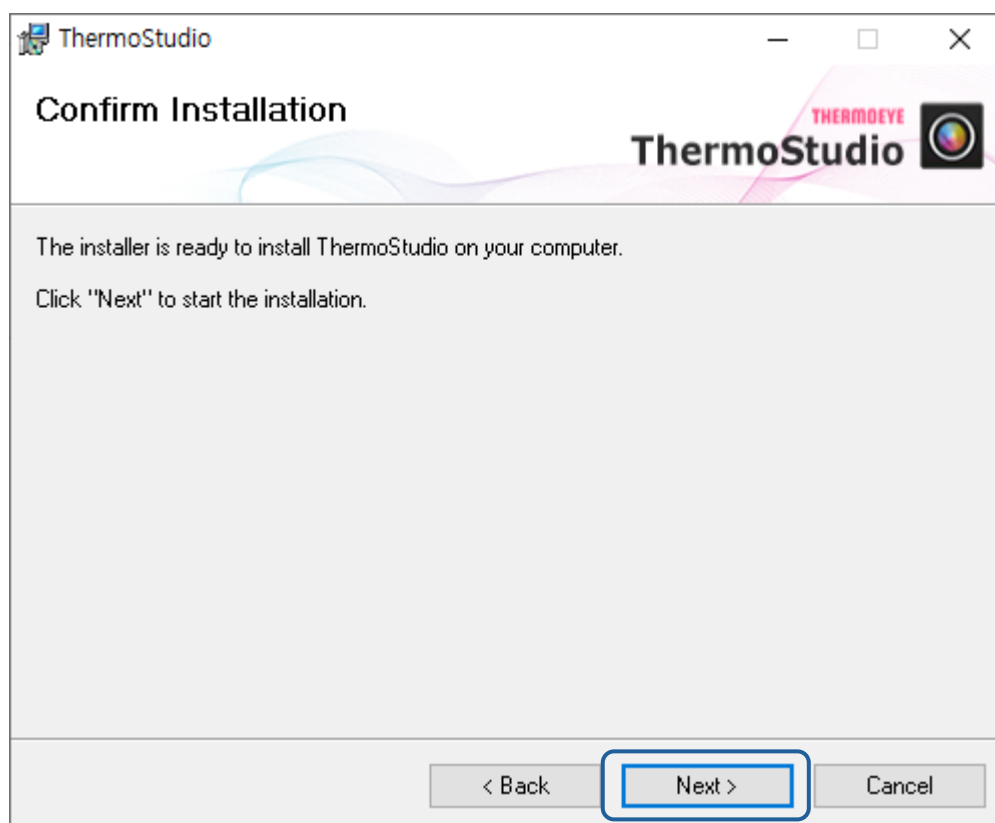 ThermoStudio
Confirm Installation
THERMOEYE
ThermoStudio
The installer is ready to install ThermoStudio on your computer.
Click "Next" to start the installation.
< Back
Next >
Cancel